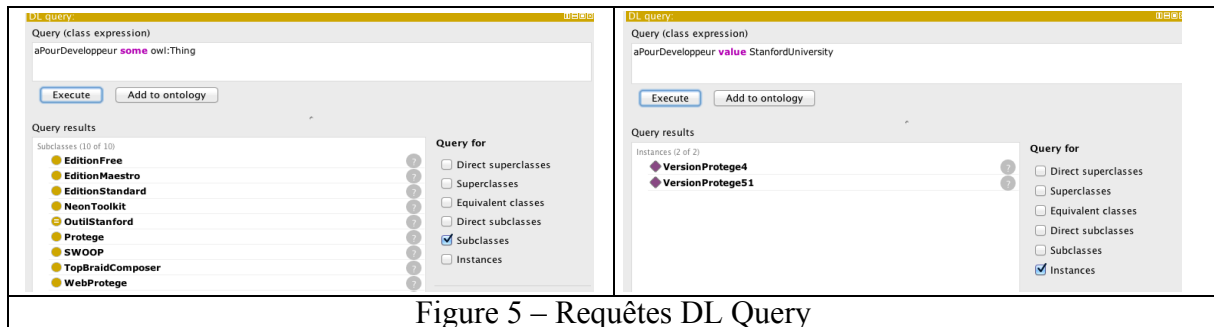 DL query:
Query (class expression)
aPourDeveloppeur some owl:Thing
Execute
Add to ontology
Query results
Subclasses (10 of 10)
EditionFree
EditionMaestro
EditionStandard
NeonToolkit
OutilStanford
Protege
SWOOP
TopBraidComposer
WebProtege
Query for
Direct superclasses
Superclasses
Equivalent classes
Direct subclasses
Subclasses
Instances
DL query:
Query (class expression)
aPourDeveloppeur value StanfordUniversity
Execute
Add to ontology
Query results
Instances (2 of 2)
VersionProtege4
VersionProtege51
Query for
Direct superclasses
Superclasses
Equivalent classes
Direct subclasses
Subclasses
Instances
Figure 5 – Requêtes DL Query